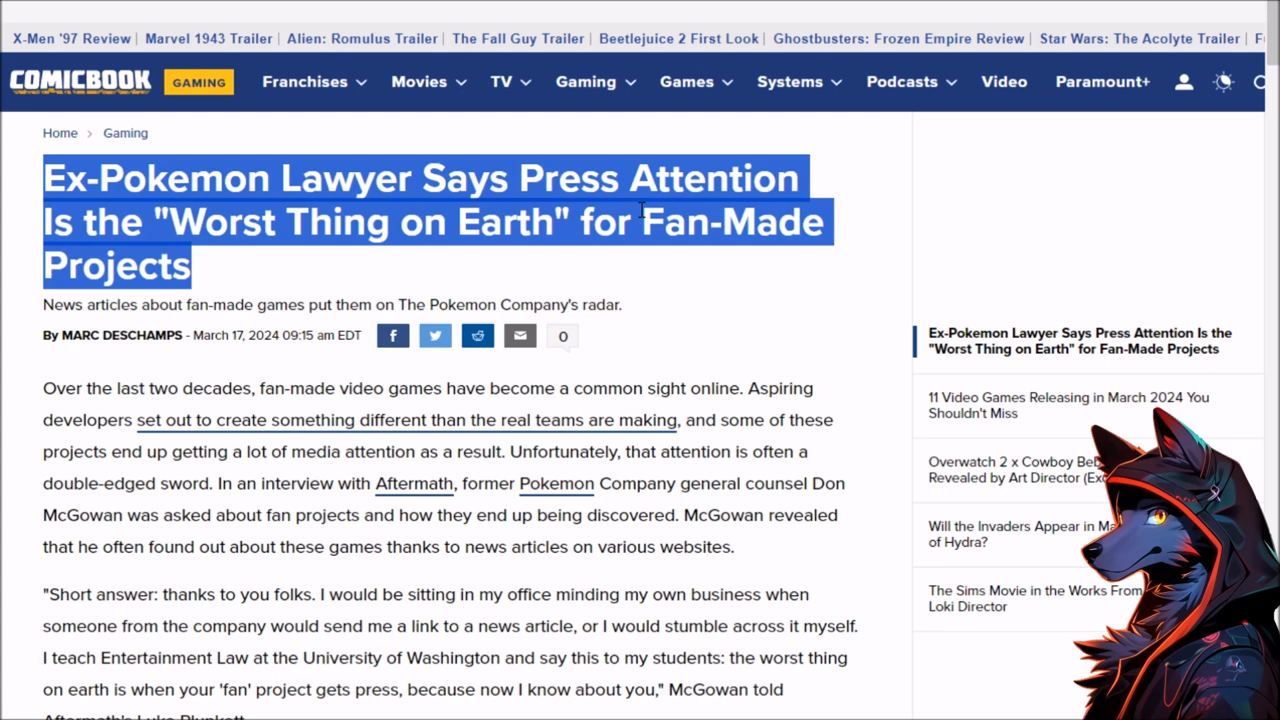 X-Men '97 Review | Marvel 1943 Trailer | Alien: Romulus Trailer | The Fall Guy Trailer | Beetlejuice 2 First Look | Ghostbusters: Frozen Empire Review | Star Wars: The Acolyte Trailer | F
COMICBOOK GAMING Franchises Movies TV Gaming Games Systems Podcasts Video Paramount+
Home > Gaming
Ex-Pokemon Lawyer Says Press Attention
Is the "Worst Thing on Earth" for Fan-Made
Projects
News articles about fan-made games put them on The Pokemon Company's radar.
By MARC DESCHAMPS - March 17, 2024 09:15 am EDT 0
Over the last two decades, fan-made video games have become a common sight online. Aspiring
developers set out to create something different than the real teams are making, and some of these
projects end up getting a lot of media attention as a result. Unfortunately, that attention is often a
double-edged sword. In an interview with Aftermath, former Pokemon Company general counsel Don
McGowan was asked about fan projects and how they end up being discovered. McGowan revealed
that he often found out about these games thanks to news articles on various websites.
"Short answer: thanks to you folks. I would be sitting in my office minding my own business when
someone from the company would send me a link to a news article, or I would stumble across it myself.
I teach Entertainment Law at the University of Washington and say this to my students: the worst thing
on earth is when your 'fan' project gets press, because now I know about you," McGowan told
Aftermath's Luke Plunkett
Ex-Pokemon Lawyer Says Press Attention Is the
"Worst Thing on Earth" for Fan-Made Projects
11 Video Games Releasing in March 2024 You
Shouldn't Miss
Overwatch 2 x Cowboy Be
Revealed by Art Director (Ex
Will the Invaders Appear in Ma
of Hydra?
The Sims Movie in the Works From
Loki Director